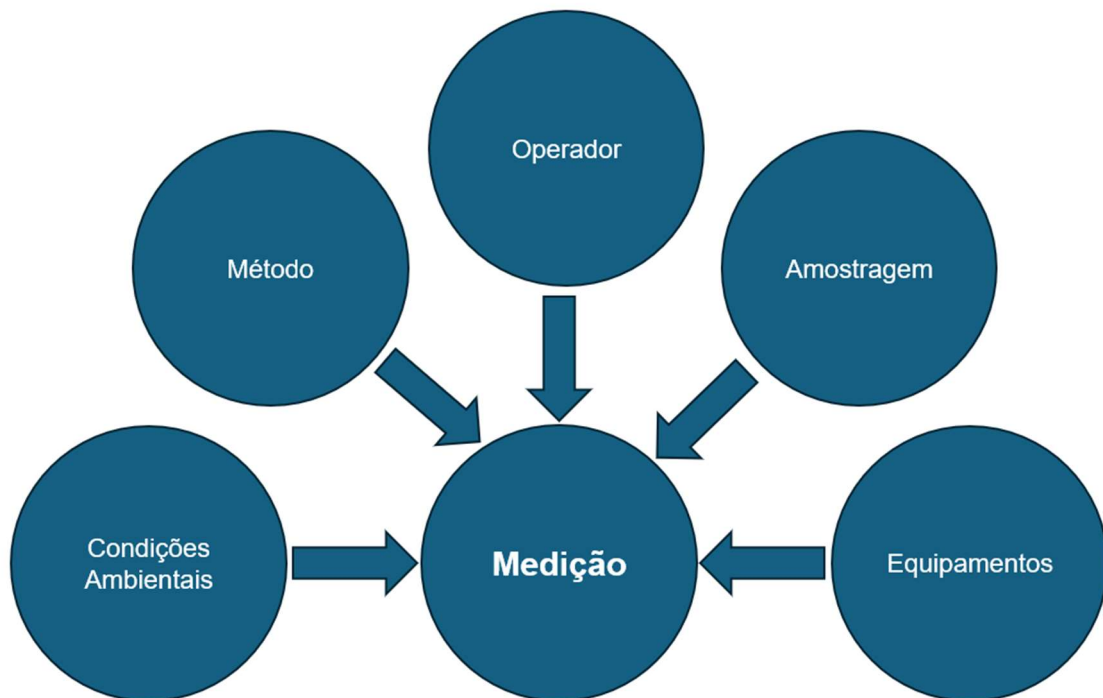 Operador
Método
Amostragem
Condições
Ambientais
Medição
Equipamentos